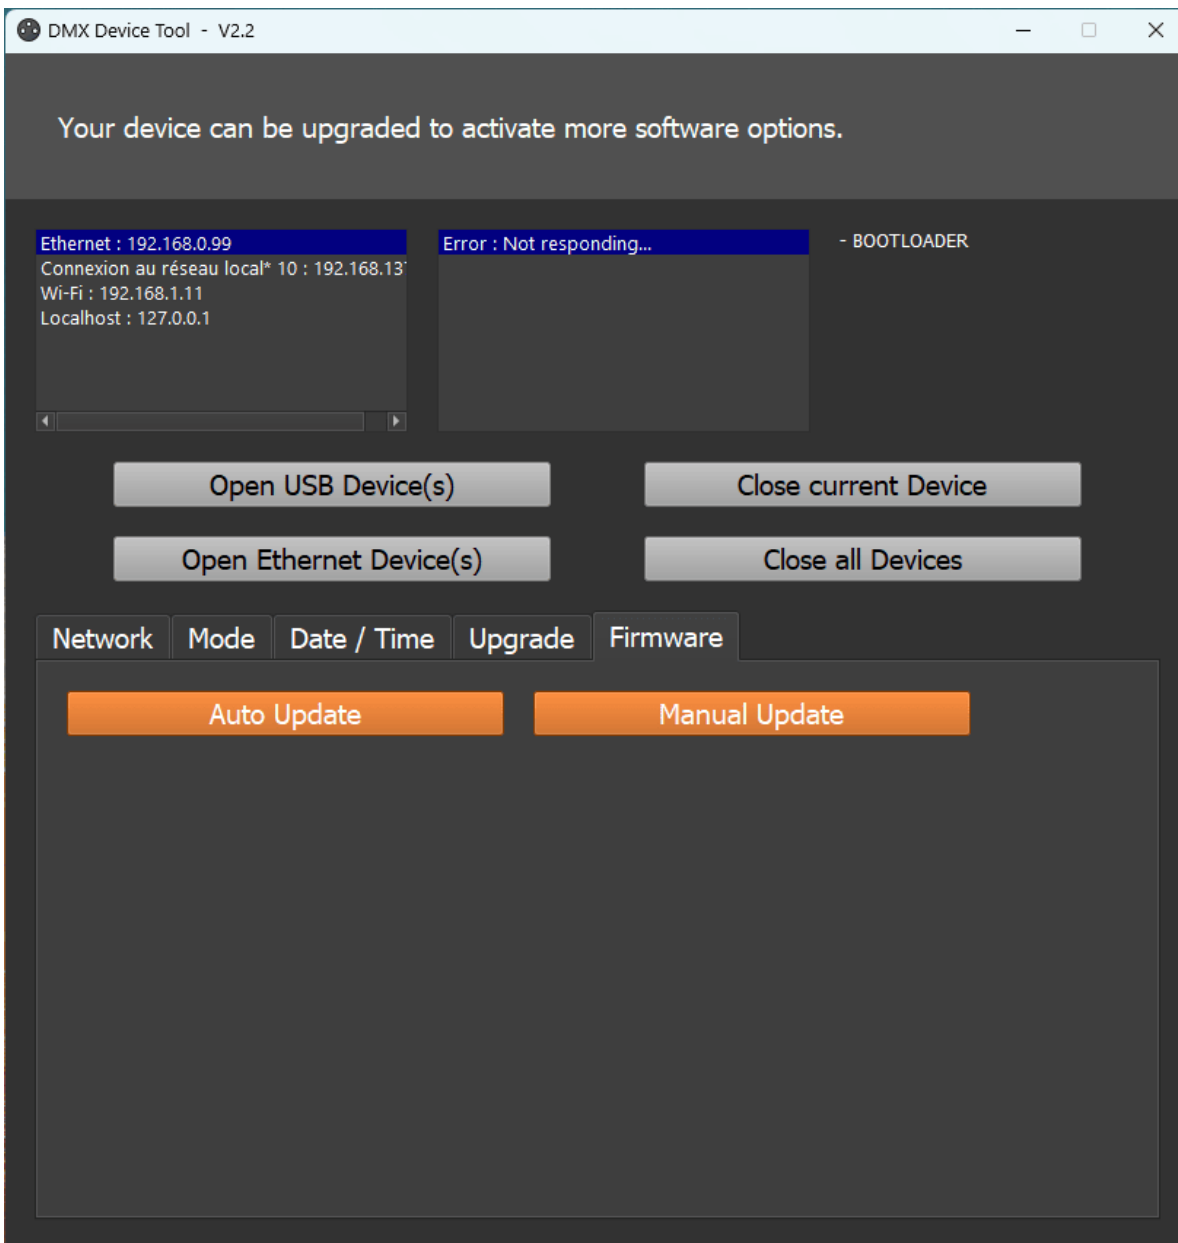 DMX Device Tool - V2.2
Your device can be upgraded to activate more software options.
Ethernet : 192.168.0.99
Connexion au réseau local* 10 : 192.168.13
Wi-Fi : 192.168.1.11
Localhost : 127.0.0.1
Error : Not responding...
- BOOTLOADER
Open USB Device(s)
Close current Device
Open Ethernet Device(s)
Close all Devices
Network
Mode
Date / Time
Upgrade
Firmware
Auto Update
Manual Update